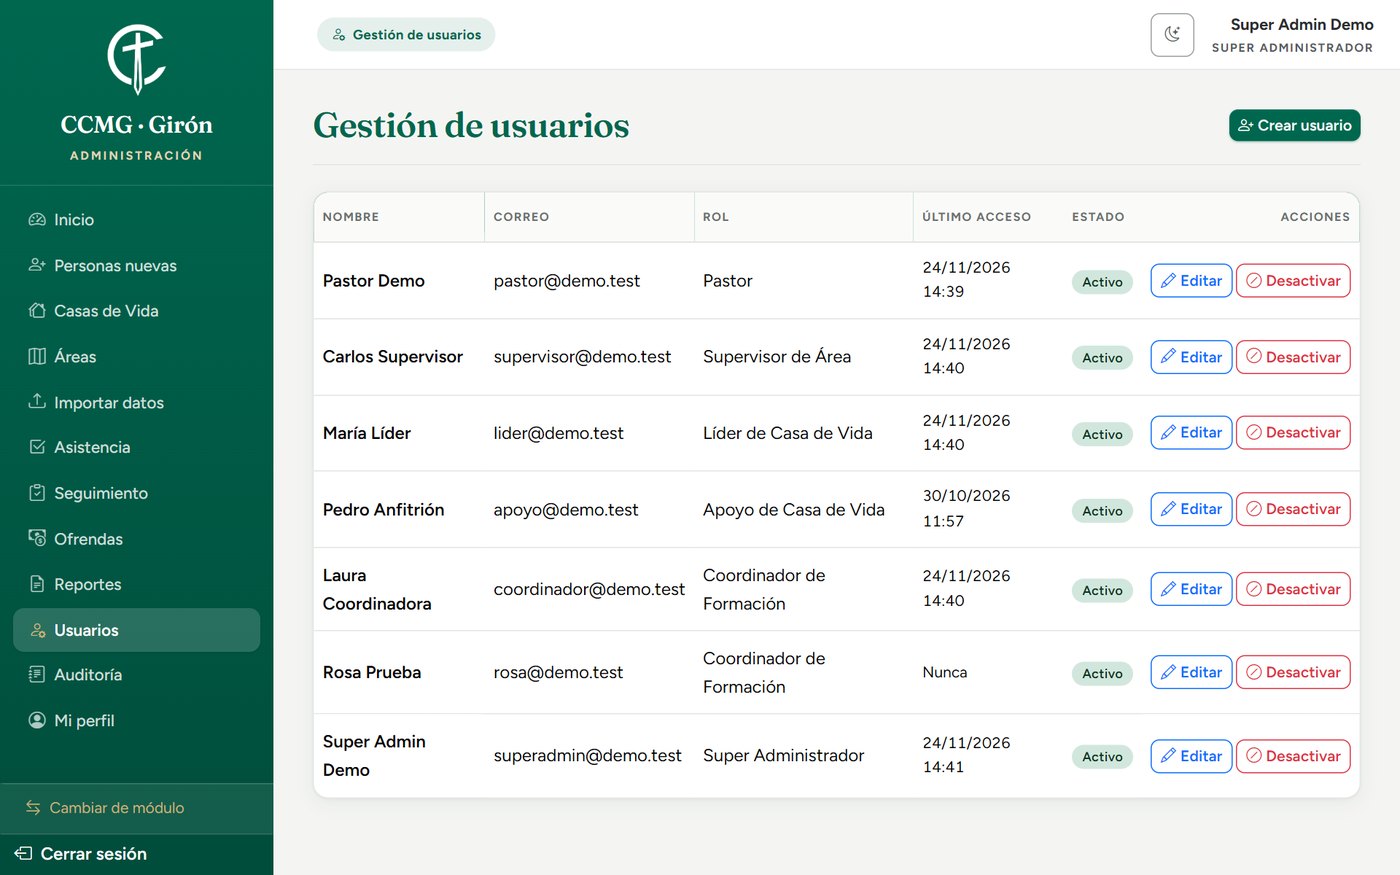 CCMG · Girón
ADMINISTRACIÓN
Inicio
Personas nuevas
Casas de Vida
Áreas
Importar datos
Asistencia
Seguimiento
Ofrendas
Reportes
Usuarios
Auditoría
Mi perfil
Cambiar de módulo
Cerrar sesión
Gestión de usuarios
Super Admin Demo
SUPER ADMINISTRADOR
Gestión de usuarios
Crear usuario
NOMBRE CORREO ROL ÚLTIMO ACCESO ESTADO ACCIONES
Pastor Demo pastor@demo.test Pastor 24/11/2026 14:39 Activo Editar Desactivar
Carlos Supervisor supervisor@demo.test Supervisor de Área 24/11/2026 14:40 Activo Editar Desactivar
María Líder lider@demo.test Líder de Casa de Vida 24/11/2026 14:40 Activo Editar Desactivar
Pedro Anfitrión apoyo@demo.test Apoyo de Casa de Vida 30/10/2026 11:57 Activo Editar Desactivar
Laura Coordinadora coordinador@demo.test Coordinador de Formación 24/11/2026 14:40 Activo Editar Desactivar
Rosa Prueba rosa@demo.test Coordinador de Formación Nunca Activo Editar Desactivar
Super Admin Demo superadmin@demo.test Super Administrador 24/11/2026 14:41 Activo Editar Desactivar